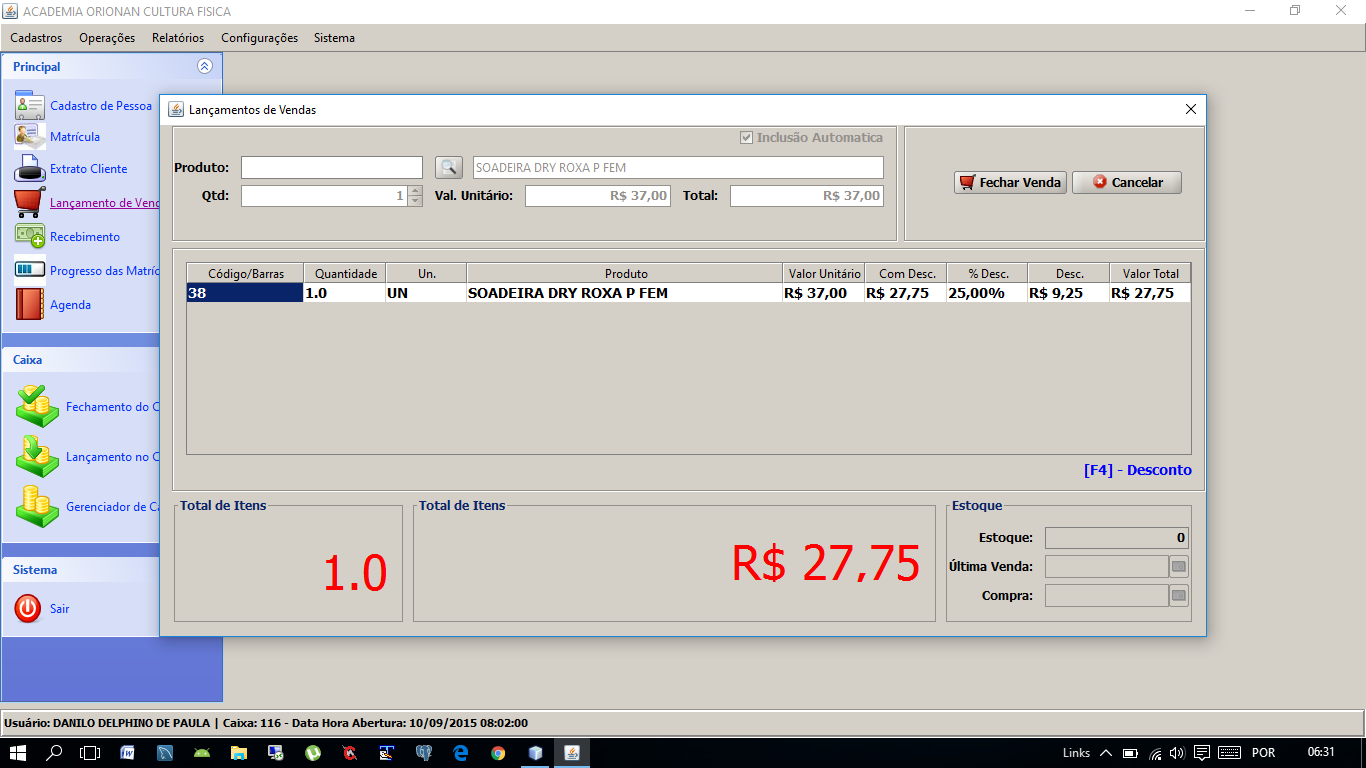 ACADEMIA ORIONAN CULTURA FISICA
Cadastros Operações Relatórios Configurações Sistema
Principal
Cadastro de Pessoa
Matrícula
Extrato Cliente
Lançamento de Vend
Recebimento
Progresso das Matríc
Agenda
Caixa
Fechamento do C
Lançamento no C
Gerenciador de Ca
Sistema
Sair
Lançamentos de Vendas
Inclusão Automatica
Produto: SOADEIRA DRY ROXA P FEM
Qtd: 1 Val. Unitário: R$ 37,00 Total: R$ 37,00
Fechar Venda Cancelar
Código/Barras Quantidade Un. Produto Valor Unitário Com Desc. % Desc. Desc. Valor Total
38 1.0 UN SOADEIRA DRY ROXA P FEM R$ 37,00 R$ 27,75 25,00% R$ 9,25 R$ 27,75
[F4] - Desconto
Total de Itens
1.0
Total de Itens
R$ 27,75
Estoque
Estoque: 0
Última Venda:
Compra:
Usuário: DANILO DELPHINO DE PAULA | Caixa: 116 - Data Hora Abertura: 10/09/2015 08:02:00
Links POR 06:31